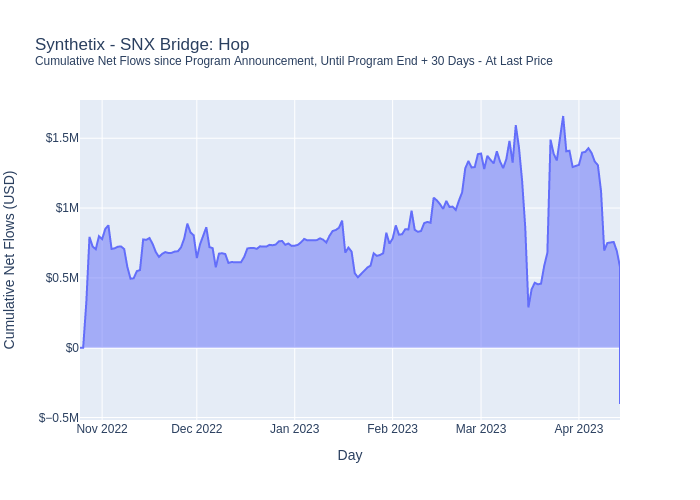 Synthetix - SNX Bridge: Hop
Cumulative Net Flows since Program Announcement, Until Program End + 30 Days - At Last Price
Cumulative Net Flows (USD)
$1.5M
$1M
$0.5M
$0
$−0.5M
Nov 2022
Dec 2022
Jan 2023
Feb 2023
Mar 2023
Apr 2023
Day